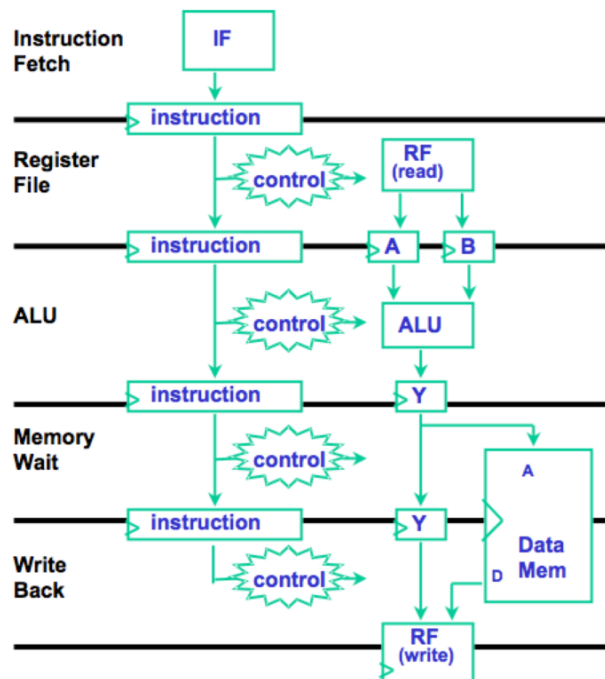 Instruction
Fetch
IF
instruction
Register
File
control
RF
(read)
instruction
A
B
ALU
control
ALU
instruction
Y
Memory
Wait
control
A
instruction
Y
Data
Mem
Write
Back
control
D
RF
(write)